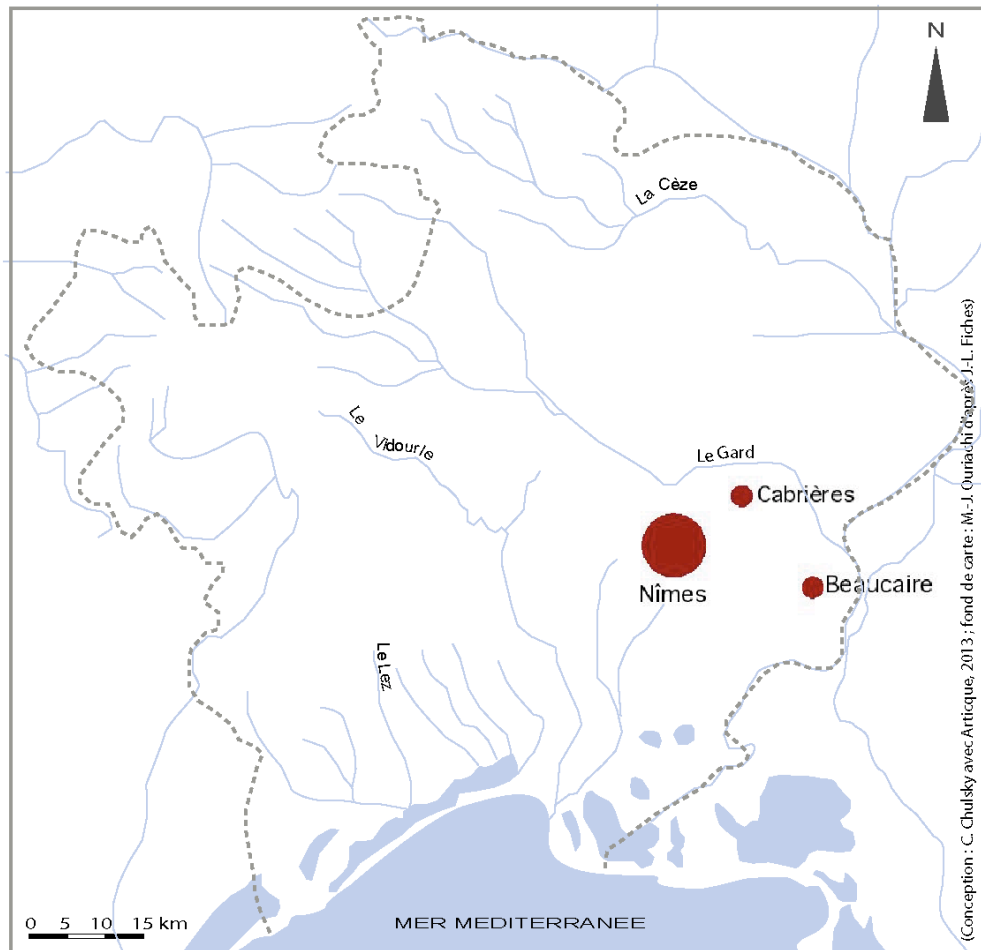 N
La Cèze
Le Vidourle
Le Gard
Cabrières
Nîmes
Beaucaire
Le Lez
0 5 10 15 km
MER MEDITERRANEE
(Conception : C. Chulsky avec Articque, 2013 ; fond de carte : M.-J. Ouriachi d'après J.-L. Fiches)